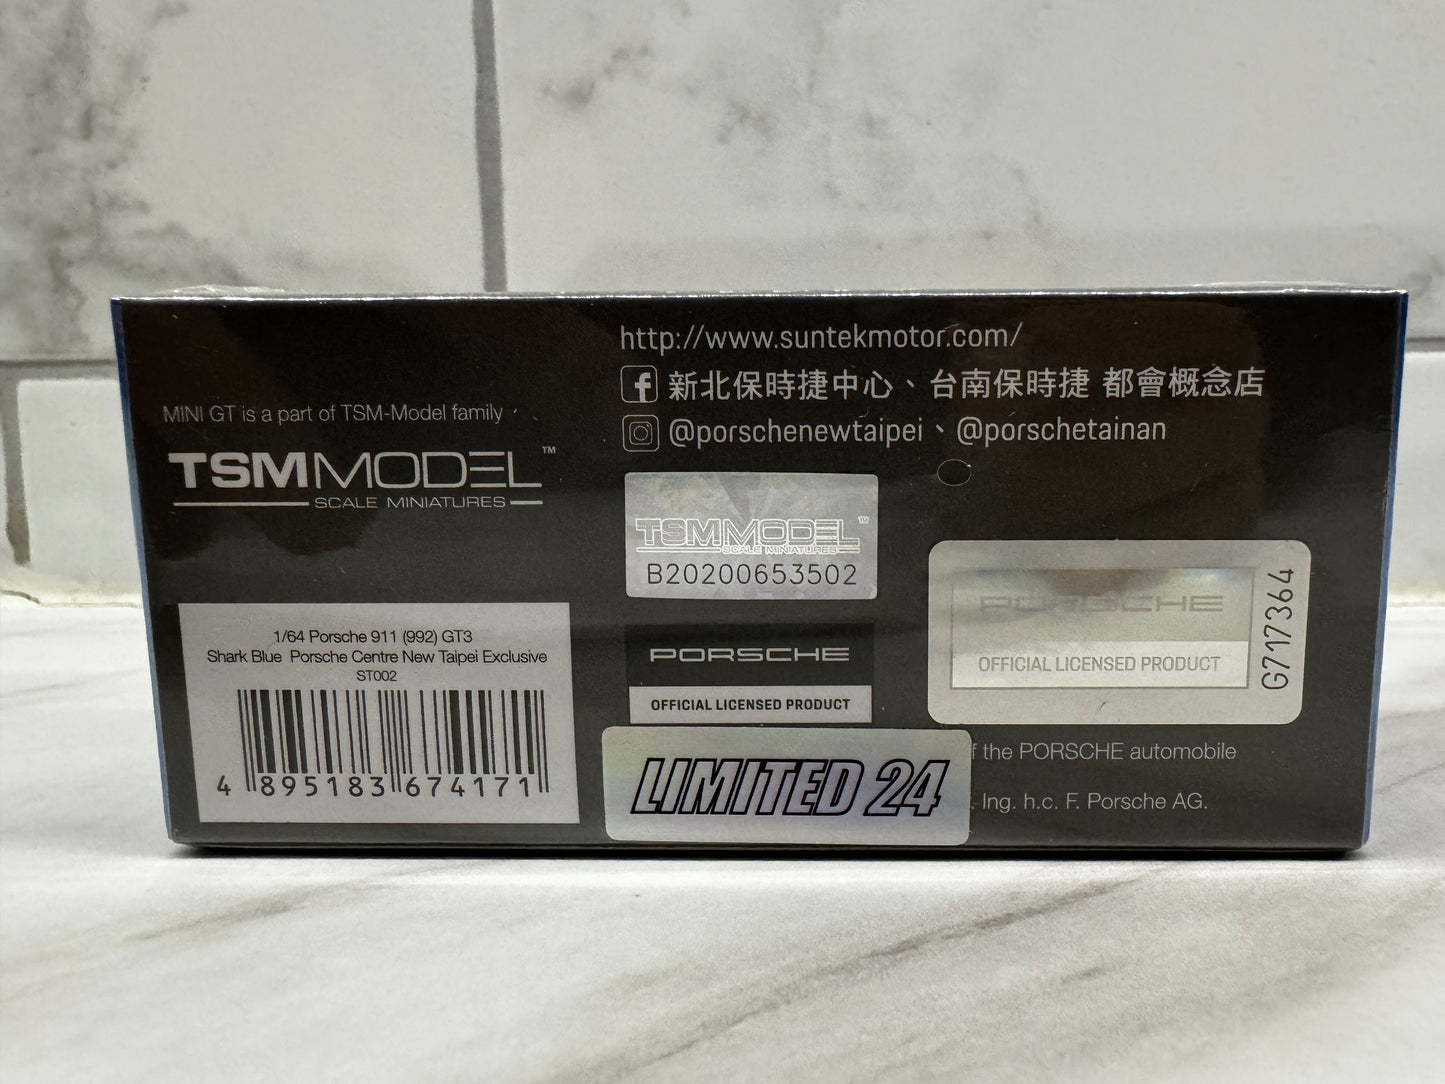 http://www.suntekmotor.com/
新北保時捷中心、台南保時捷 都會概念店
@porschenewtaipei、@porschetainan
MINI GT is a part of TSM-Model family
TSMMODEL™
SCALE MINIATURES
TSMMODEL™
SCALE MINIATURES
B20200653502
PORSCHE
OFFICIAL LICENSED PRODUCT
G717364
1/64 Porsche 911 (992) GT3
Shark Blue Porsche Centre New Taipei Exclusive
ST002
4 895183 674171
PORSCHE
OFFICIAL LICENSED PRODUCT
LIMITED 24
the PORSCHE automobile
Ing. h.c. F. Porsche AG.